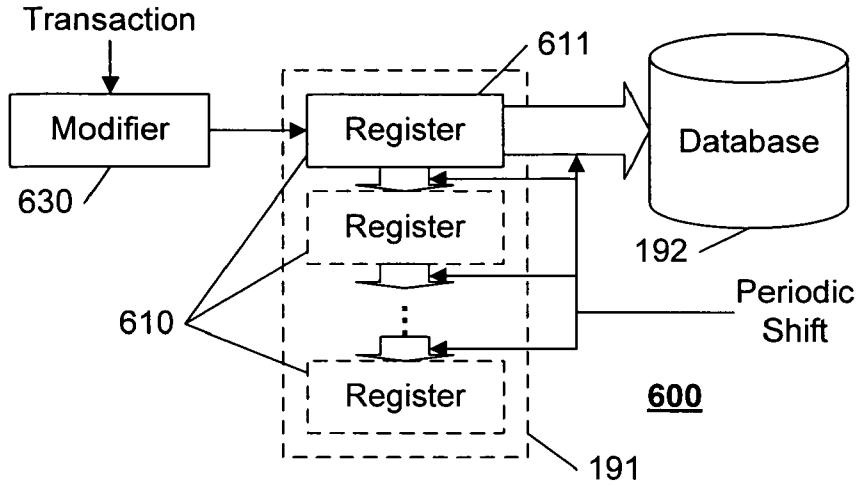 Transaction
611
Modifier
Register
Database
630
Register
192
610
Periodic
Shift
⋮
Register
600
191